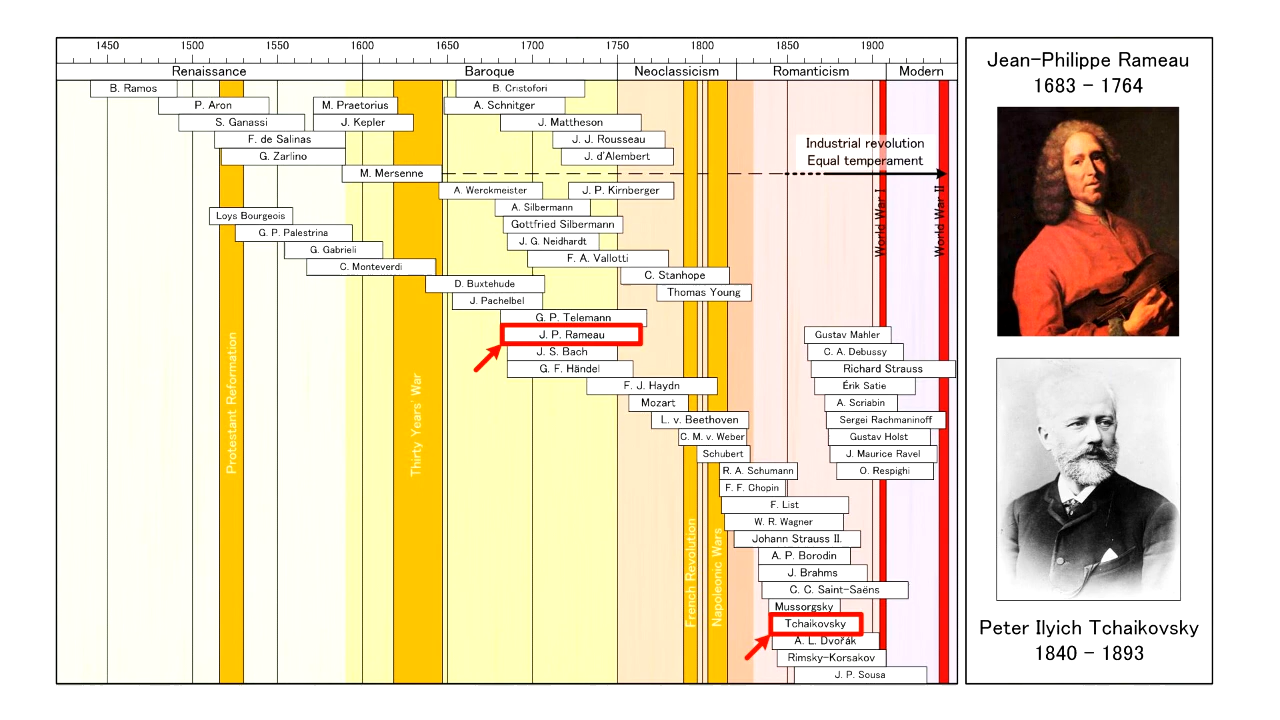 1450 1500 1550 1600 1650 1700 1750 1800 1850 1900
Renaissance Baroque Neoclassicism Romanticism Modern
B. Ramos
B. Cristofori
P. Aron
M. Praetorius
A. Schnitger
S. Ganassi
J. Kepler
J. Mattheson
F. de Salinas
J. J. Rousseau
G. Zarlino
J. d'Alembert
Industrial revolution
Equal temperament
M. Mersenne
A. Werckmeister
J. P. Kirnberger
A. Silbermann
Loys Bourgeois
Gottfried Silbermann
G. P. Palestrina
J. G. Neidhardt
G. Gabrieli
F. A. Vallotti
C. Monteverdi
C. Stanhope
D. Buxtehude
Thomas Young
J. Pachelbel
G. P. Telemann
J. P. Rameau
Gustav Mahler
J. S. Bach
C. A. Debussy
G. F. Händel
Richard Strauss
F. J. Haydn
Érik Satie
Mozart
A. Scriabin
L. v. Beethoven
Sergei Rachmaninoff
C. M. v. Weber
Gustav Holst
Schubert
J. Maurice Ravel
R. A. Schumann
O. Respighi
F. F. Chopin
F. List
W. R. Wagner
Johann Strauss II.
A. P. Borodin
J. Brahms
C. C. Saint-Saëns
Mussorgsky
Tchaikovsky
A. L. Dvořák
Rimsky-Korsakov
J. P. Sousa
Protestant Reformation
Thirty Years' War
French Revolution
Napoleonic Wars
World War I
World War II
Jean-Philippe Rameau
1683 - 1764
Peter Ilyich Tchaikovsky
1840 - 1893